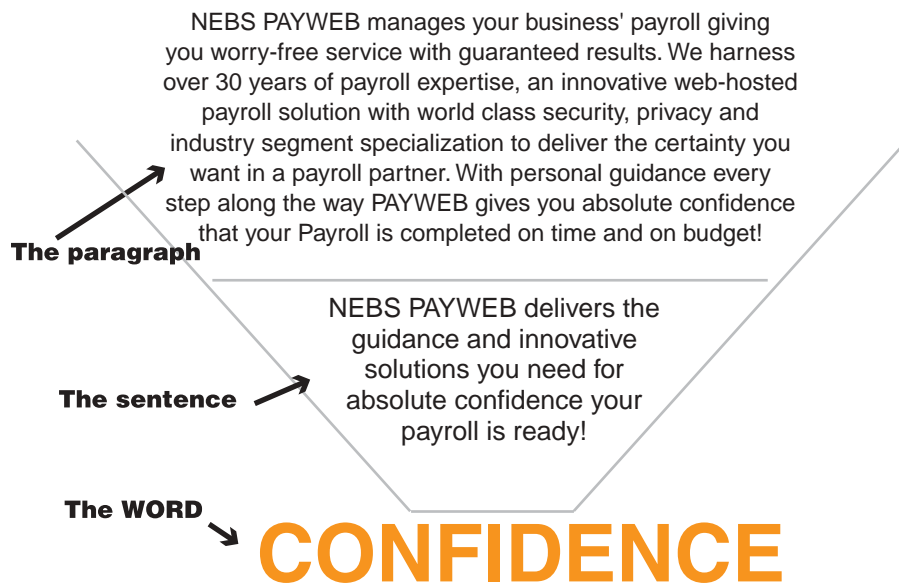 NEBS PAYWEB manages your business' payroll giving
you worry-free service with guaranteed results. We harness
over 30 years of payroll expertise, an innovative web-hosted
payroll solution with world class security, privacy and
industry segment specialization to deliver the certainty you
want in a payroll partner. With personal guidance every
step along the way PAYWEB gives you absolute confidence
that your Payroll is completed on time and on budget!
The paragraph
NEBS PAYWEB delivers the
guidance and innovative
solutions you need for
absolute confidence your
payroll is ready!
The sentence
The WORD
CONFIDENCE